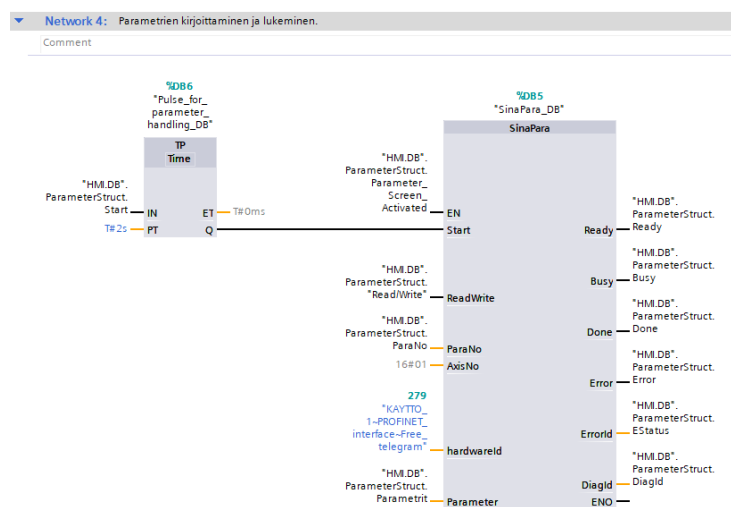 Network 4: Parametrien kirjoittaminen ja lukeminen.
Comment
%DB6
"Pulse_for_
parameter_
handling_DB"
TP
Time
"HMI.DB".
ParameterStruct.
Start
IN
ET
T#0ms
T#2s
PT
Q
%DB5
"SinaPara_DB"
SinaPara
"HMI.DB".
ParameterStruct.
Parameter_
Screen_
Activated
EN
Start
"HMI.DB".
ParameterStruct.
"Read/Write"
ReadWrite
"HMI.DB".
ParameterStruct.
ParaNo
ParaNo
16#01
AxisNo
279
"KAYTTO_
1~PROFINET_
interface~Free_
telegram"
hardwareId
"HMI.DB".
ParameterStruct.
Parametrit
Parameter
"HMI.DB".
ParameterStruct.
Ready
Ready
"HMI.DB".
ParameterStruct.
Busy
Busy
"HMI.DB".
ParameterStruct.
Done
Done
"HMI.DB".
ParameterStruct.
Error
Error
"HMI.DB".
ParameterStruct.
ErrorId
EStatus
"HMI.DB".
ParameterStruct.
DiagId
DiagId
ENO